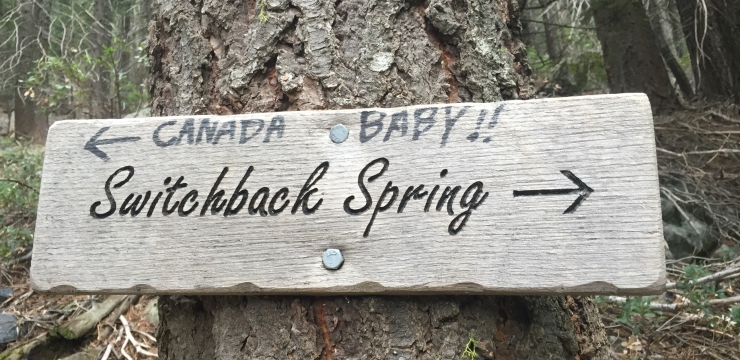 ← CANADA BABY!!
Switchback Spring →